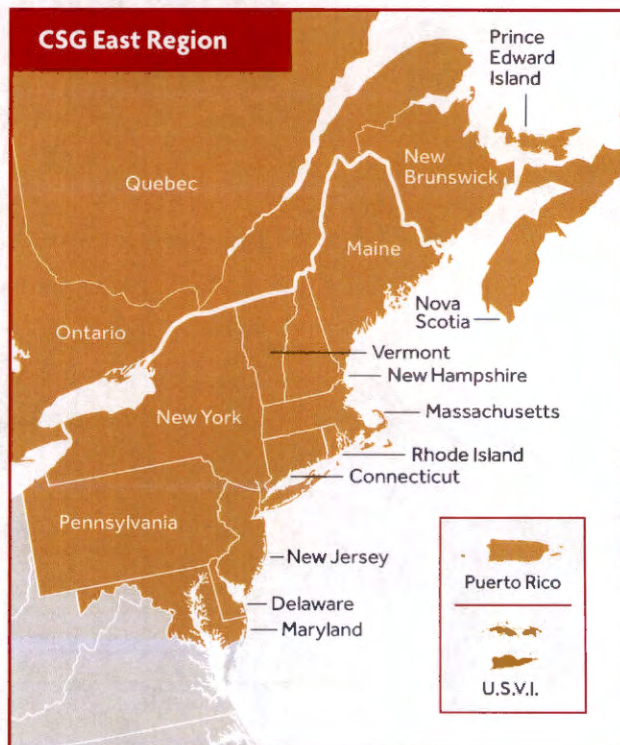 CSG East Region
Prince
Edward
Island
New
Brunswick
Quebec
Maine
Nova
Scotia
Ontario
Vermont
New Hampshire
New York
Massachusetts
Rhode Island
Connecticut
Pennsylvania
New Jersey
Puerto Rico
Delaware
Maryland
U.S.V.I.